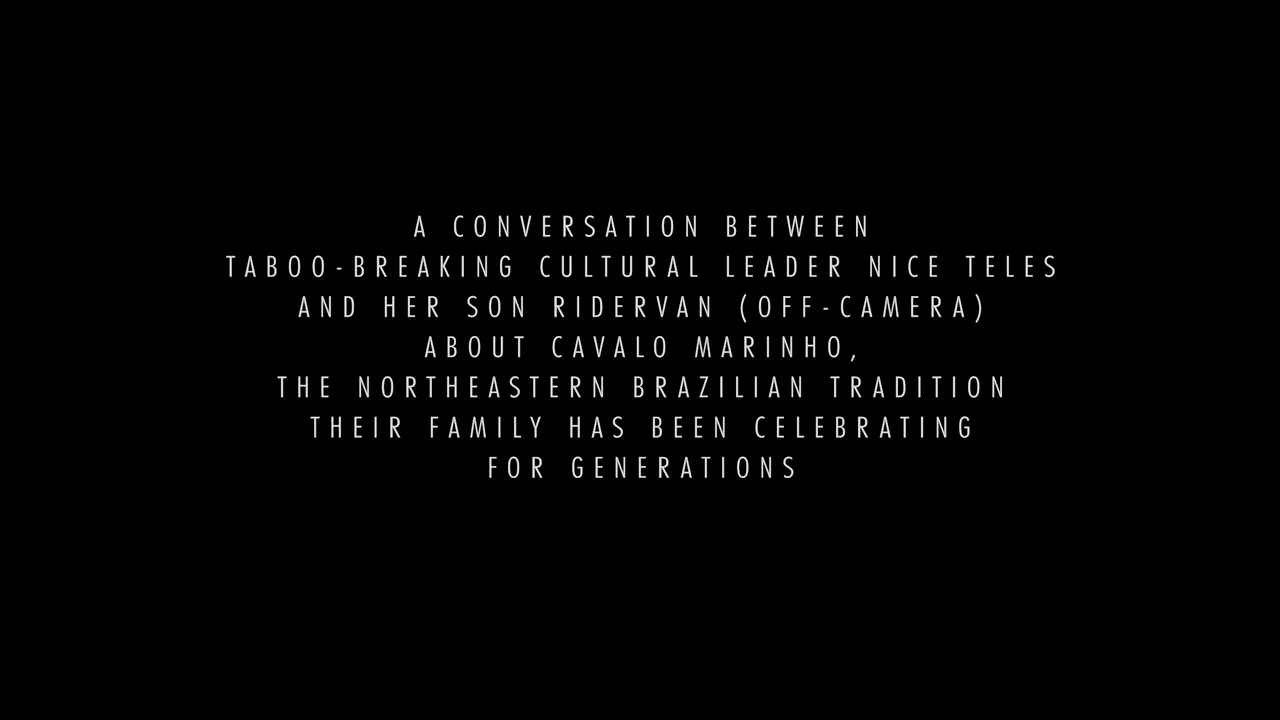 A CONVERSATION BETWEEN
TABOO-BREAKING CULTURAL LEADER NICE TELES
AND HER SON RIDERVAN (OFF-CAMERA)
ABOUT CAVALO MARINHO,
THE NORTHEASTERN BRAZILIAN TRADITION
THEIR FAMILY HAS BEEN CELEBRATING
FOR GENERATIONS